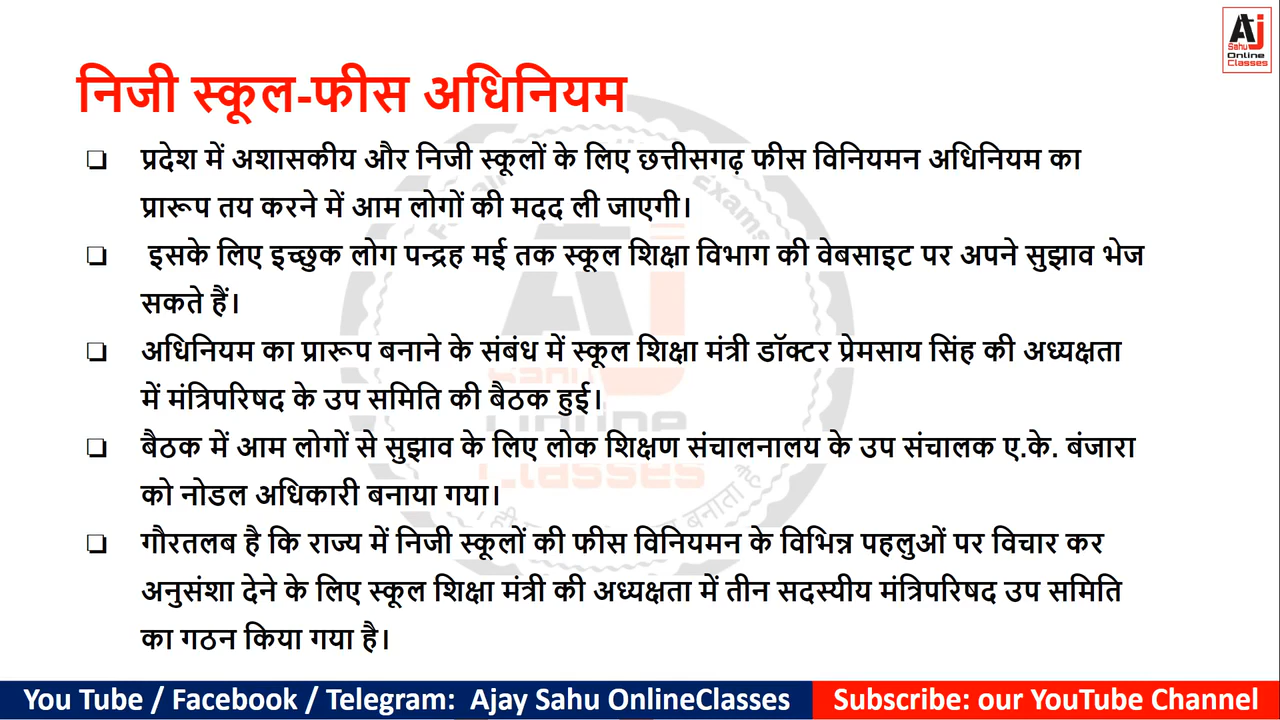 AJ
Sahu
Online
Classes
निजी स्कूल-फीस अधिनियम
❑ प्रदेश में अशासकीय और निजी स्कूलों के लिए छत्तीसगढ़ फीस विनियमन अधिनियम का
प्रारूप तय करने में आम लोगों की मदद ली जाएगी।
❑ इसके लिए इच्छुक लोग पन्द्रह मई तक स्कूल शिक्षा विभाग की वेबसाइट पर अपने सुझाव भेज
सकते हैं।
❑ अधिनियम का प्रारूप बनाने के संबंध में स्कूल शिक्षा मंत्री डॉक्टर प्रेमसाय सिंह की अध्यक्षता
में मंत्रिपरिषद के उप समिति की बैठक हुई।
❑ बैठक में आम लोगों से सुझाव के लिए लोक शिक्षण संचालनालय के उप संचालक ए.के. बंजारा
को नोडल अधिकारी बनाया गया।
❑ गौरतलब है कि राज्य में निजी स्कूलों की फीस विनियमन के विभिन्न पहलुओं पर विचार कर
अनुसंशा देने के लिए स्कूल शिक्षा मंत्री की अध्यक्षता में तीन सदस्यीय मंत्रिपरिषद उप समिति
का गठन किया गया है।
You Tube / Facebook / Telegram: Ajay Sahu OnlineClasses
Subscribe: our YouTube Channel